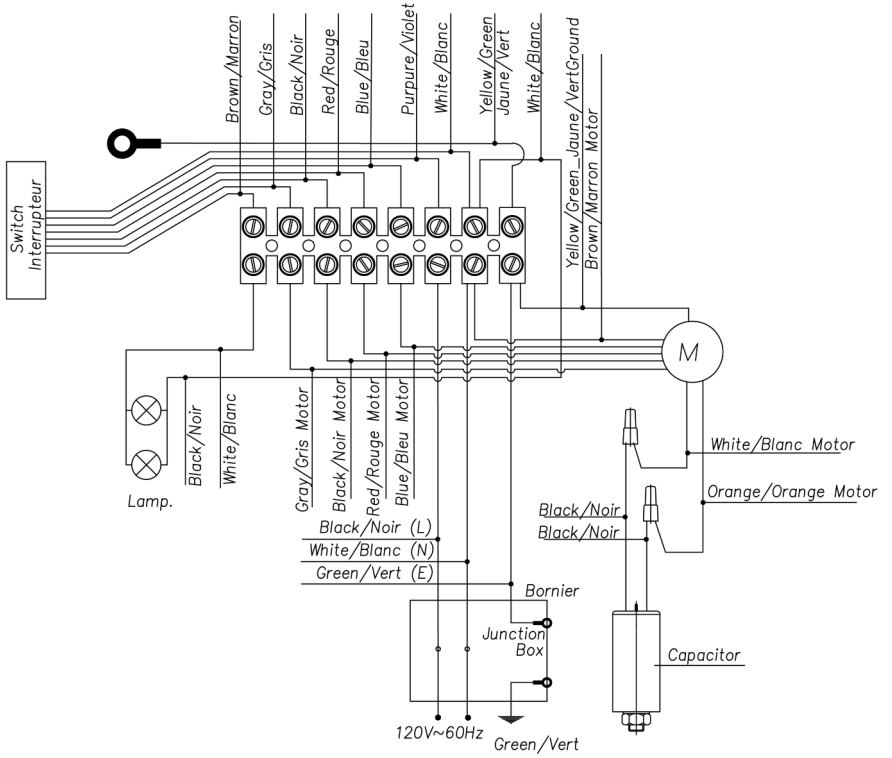 Brown/Marron
Gray/Gris
Black/Noir
Red/Rouge
Blue/Bleu
Purpure/Violet
White/Blanc
Yellow/Green
Jaune/Vert
White/Blanc
Yellow/Green_Jaune/VertGround
Brown/Marron Motor
Switch
Interrupteur
M
Lamp.
Black/Noir
White/Blanc
Gray/Gris Motor
Black/Noir Motor
Red/Rouge Motor
Blue/Bleu Motor
White/Blanc Motor
Orange/Orange Motor
Black/Noir
Black/Noir
Black/Noir (L)
White/Blanc (N)
Green/Vert (E)
Bornier
Junction
Box
Capacitor
120V~60Hz
Green/Vert